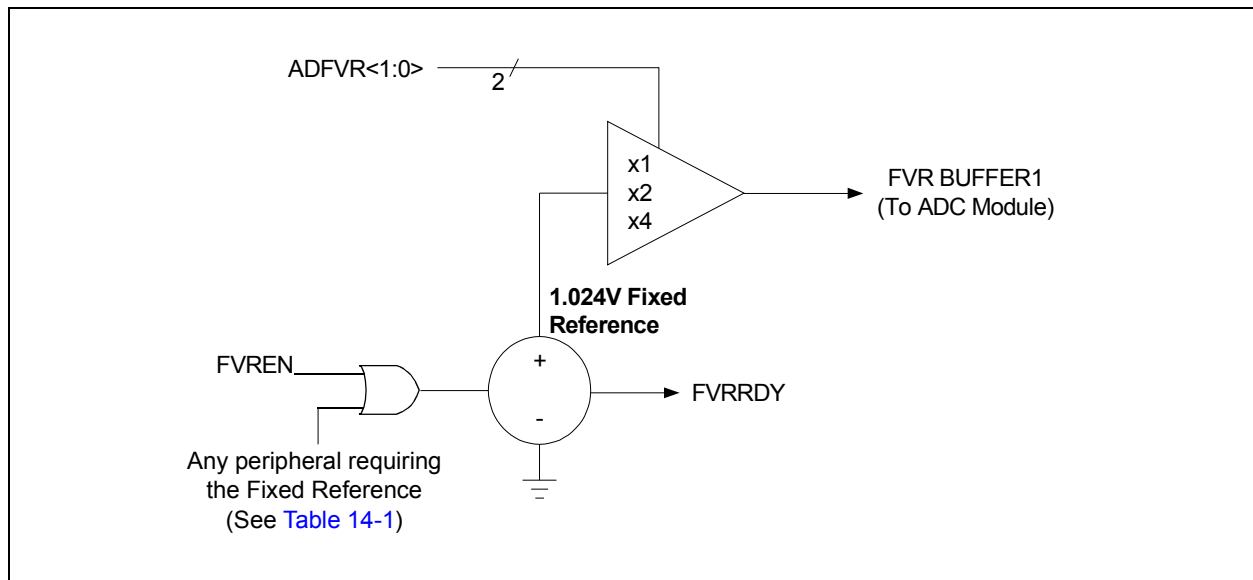 ADFVR<1:0>
2
x1
x2
x4
FVR BUFFER1
(To ADC Module)
1.024V Fixed
Reference
FVREN
+
-
FVRRDY
Any peripheral requiring
the Fixed Reference
(See Table 14-1)